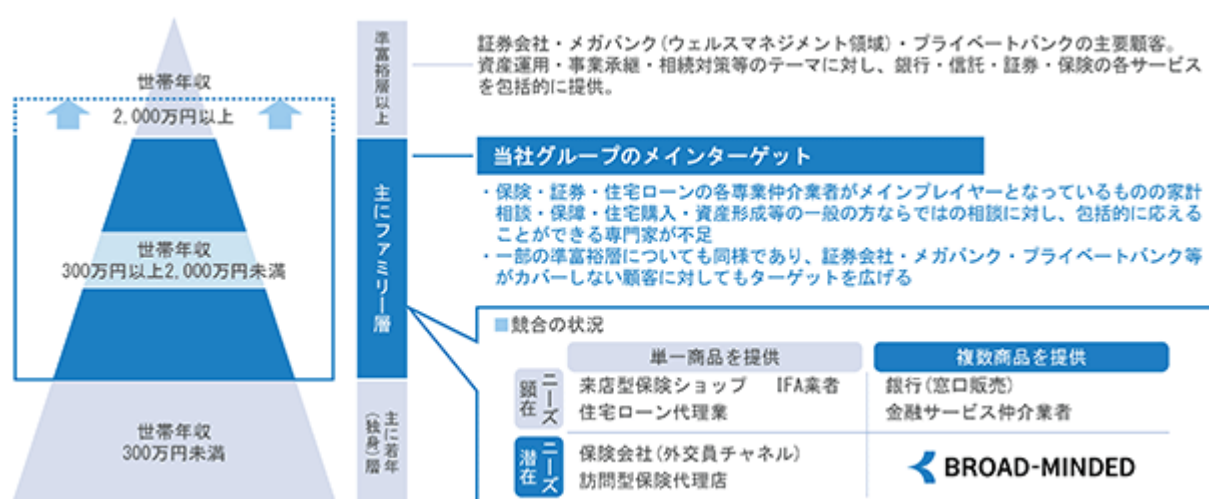 世帯年収
2,000万円以上
世帯年収
300万円以上2,000万円未満
世帯年収
300万円未満
準富裕層以上
主にファミリー層
主に若年
(独身)層
証券会社・メガバンク(ウェルスマネジメント領域)・プライベートバンクの主要顧客。
資産運用・事業承継・相続対策等のテーマに対し、銀行・信託・証券・保険の各サービス
を包括的に提供。
当社グループのメインターゲット
・保険・証券・住宅ローンの各専業仲介業者がメインプレイヤーとなっているものの家計
相談・保障・住宅購入・資産形成等の一般の方ならではの相談に対し、包括的に応える
ことができる専門家が不足
・一部の準富裕層についても同様であり、証券会社・メガバンク・プライベートバンク等
がカバーしない顧客に対してもターゲットを広げる
■競合の状況
単一商品を提供
複数商品を提供
顕在
ニーズ
来店型保険ショップ IFA業者
住宅ローン代理業
銀行(窓口販売)
金融サービス仲介業者
潜在
ニーズ
保険会社(外交員チャネル)
訪問型保険代理店
BROAD-MINDED